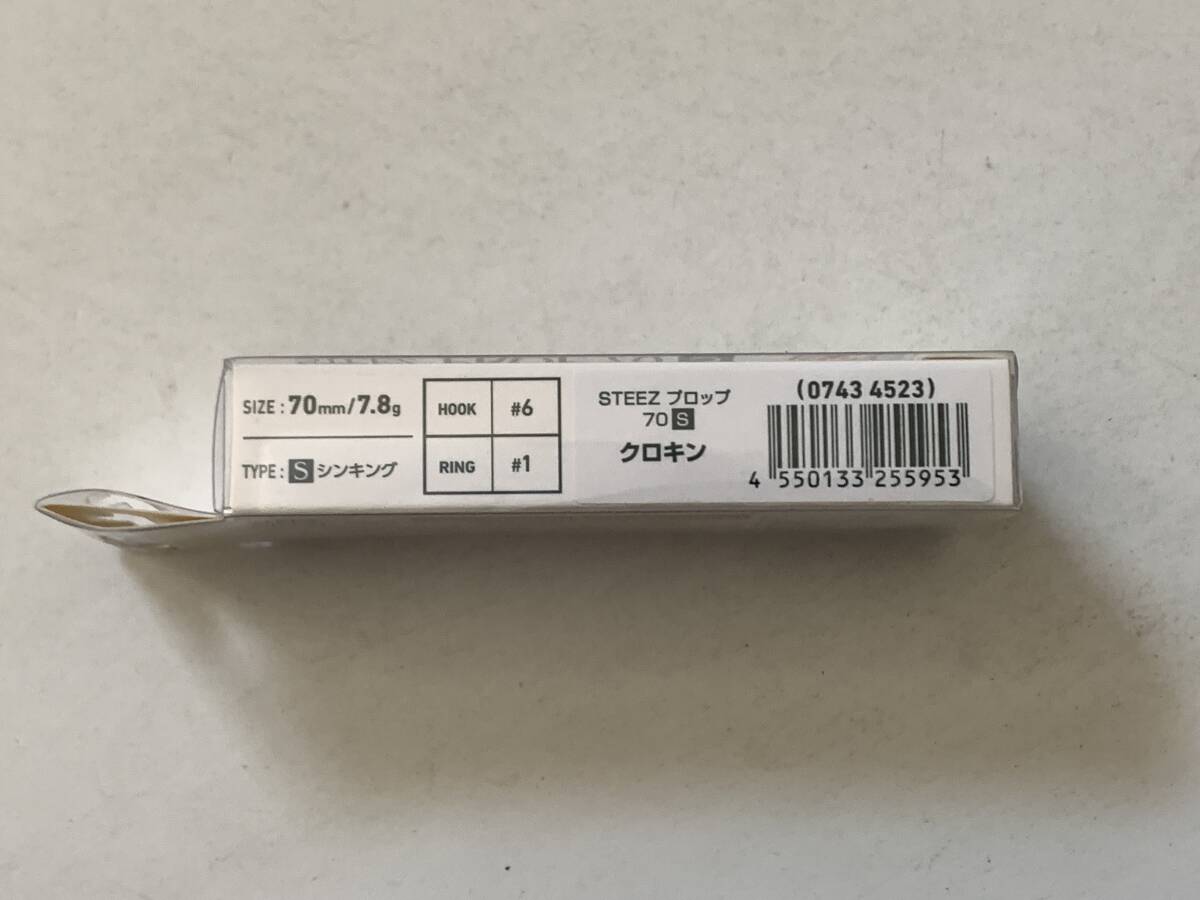 SIZE : 70mm/7.8g
TYPE : S シンキング
HOOK #6
RING #1
STEEZ プロップ
70 S
クロキン
(0743 4523)
4 550133 255953